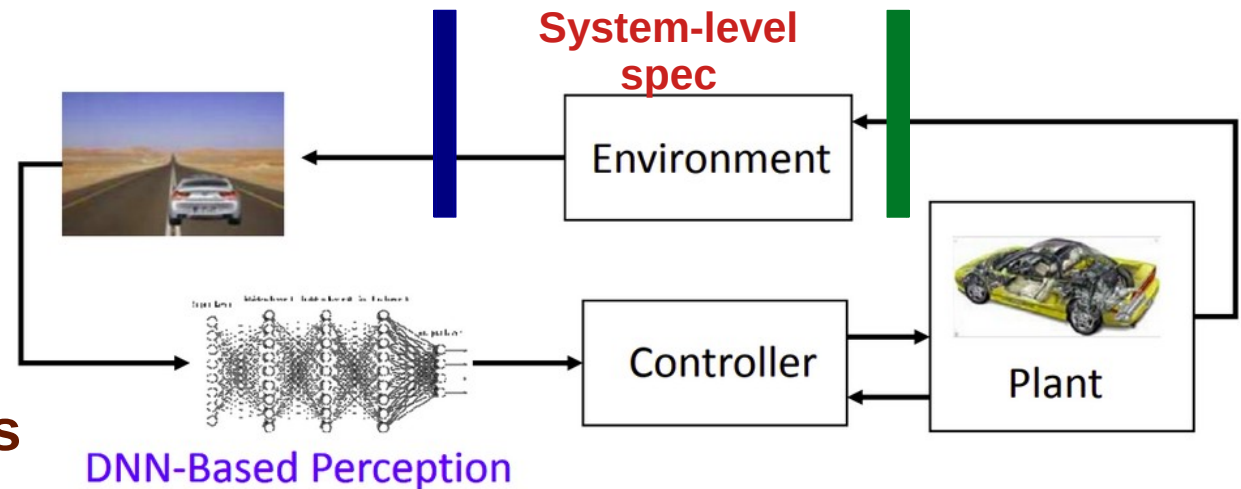 System-level
spec
Environment
Controller
Plant
s
DNN-Based Perception